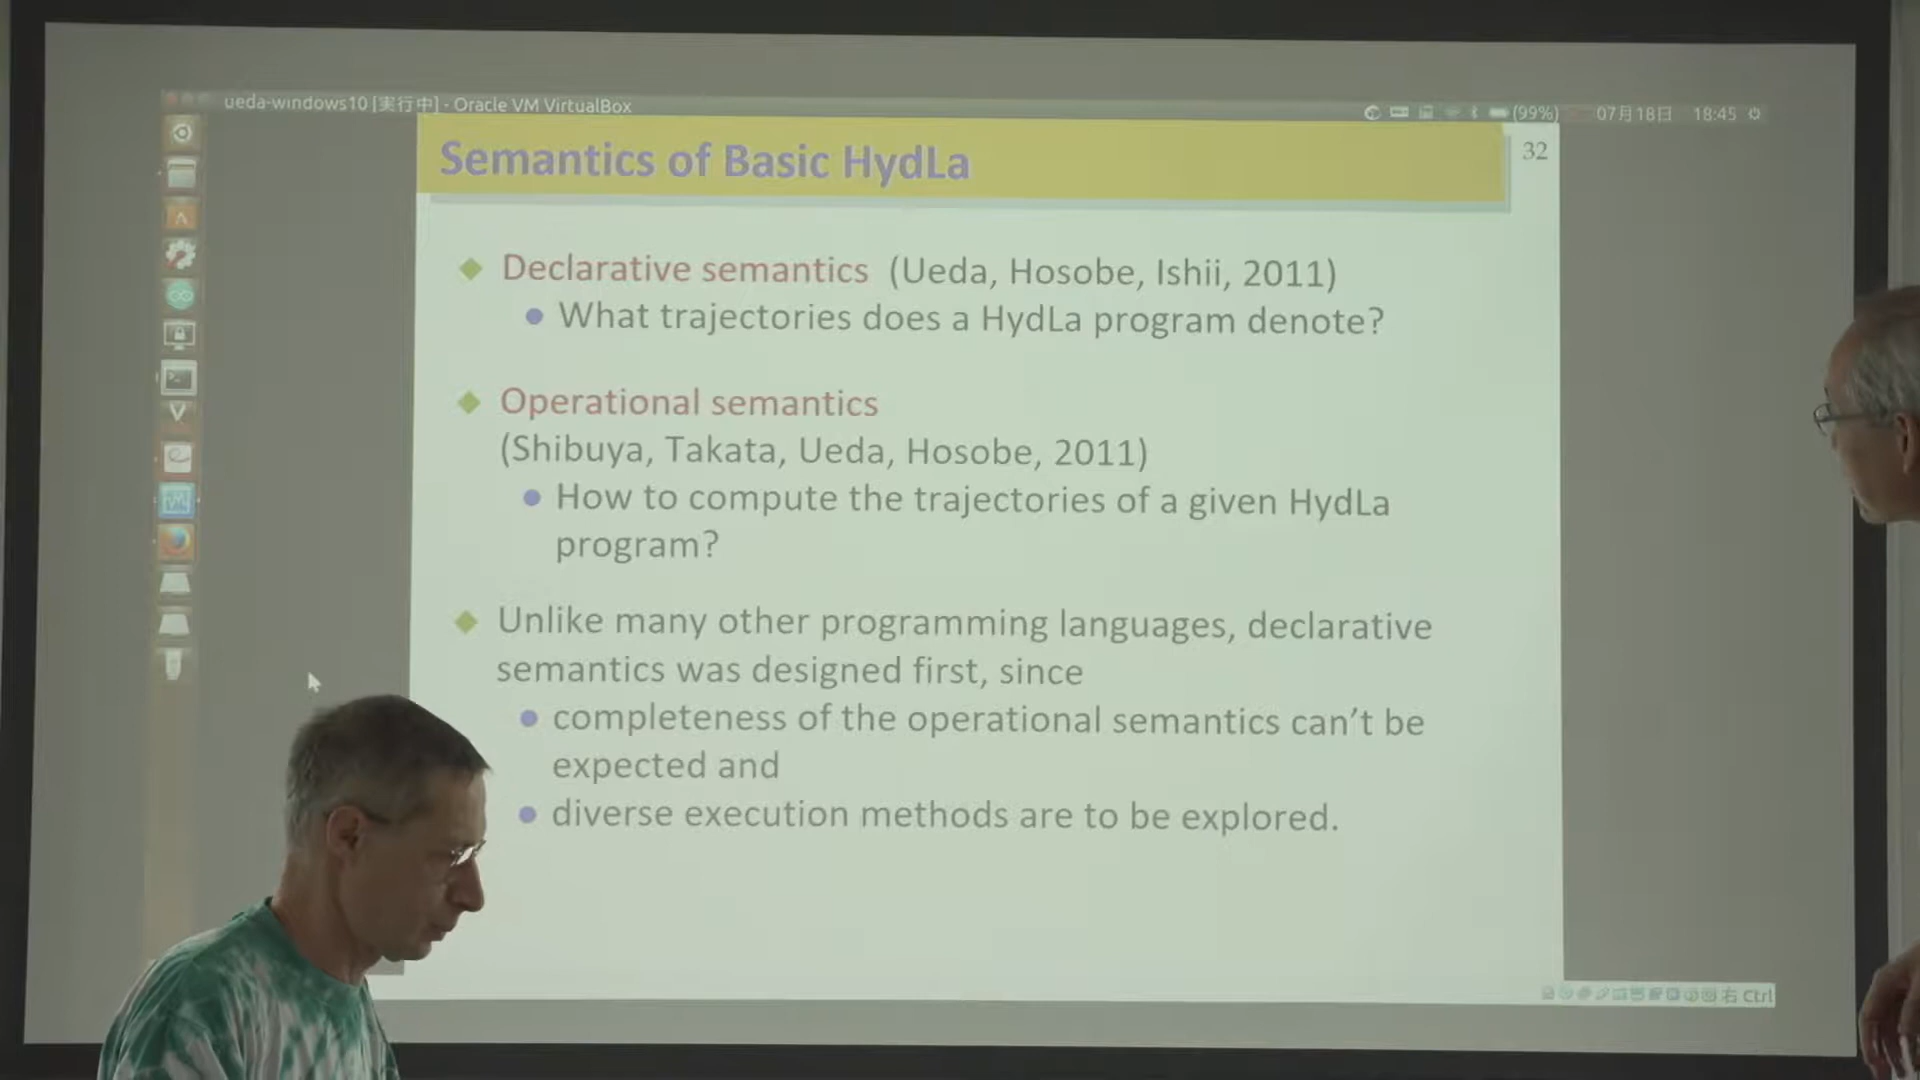 ueda-windows10 [実行中] - Oracle VM VirtualBox
(99%) 07月18日 18:45
Semantics of Basic HydLa
32
Declarative semantics (Ueda, Hosobe, Ishii, 2011)
What trajectories does a HydLa program denote?
Operational semantics
(Shibuya, Takata, Ueda, Hosobe, 2011)
How to compute the trajectories of a given HydLa
program?
Unlike many other programming languages, declarative
semantics was designed first, since
completeness of the operational semantics can't be
expected and
diverse execution methods are to be explored.
右 Ctrl